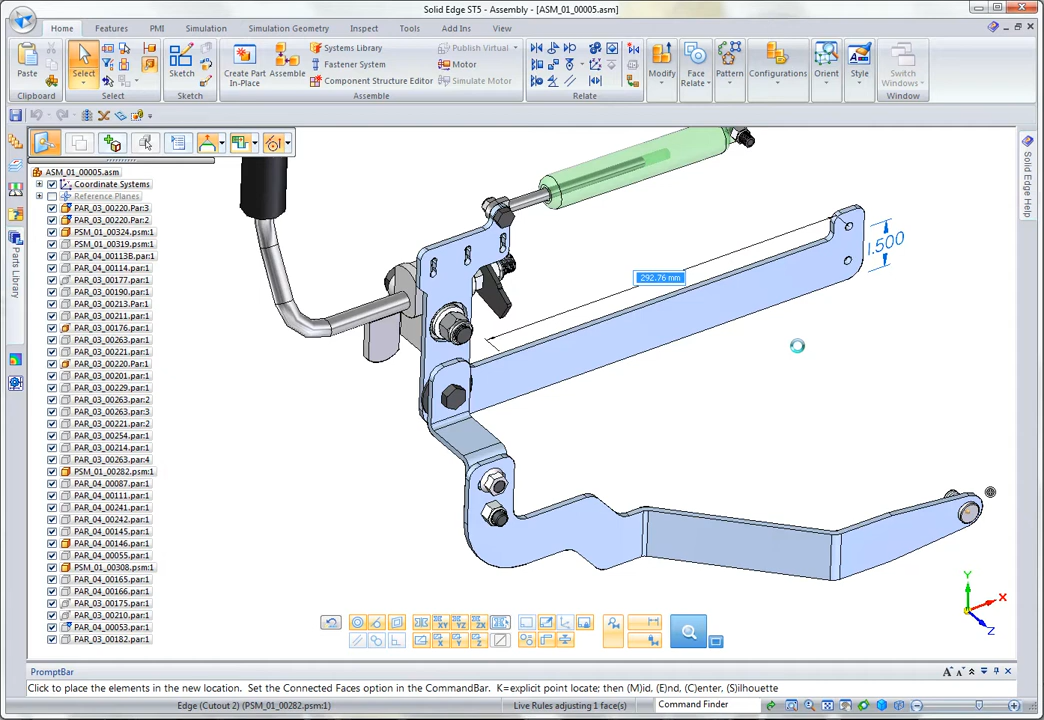 Solid Edge ST5 - Assembly - [ASM_01_00005.asm]
Home Features PMI Simulation Simulation Geometry Inspect Tools Add Ins View
Paste
Select
Sketch
Create Part In-Place
Assemble
Systems Library
Fastener System
Component Structure Editor
Publish Virtual
Motor
Simulate Motor
Modify
Face Relate
Pattern
Configurations
Orient
Style
Switch Windows
Clipboard Select Sketch Assemble Relate Window
ASM_01_00005.asm
Coordinate Systems
Reference Planes
PAR_03_00220.Par:3
PAR_03_00220.Par:2
PSM_01_00324.psm:1
PSM_01_00319.psm:1
PAR_04_00113B.par:1
PAR_04_00114.par:1
PAR_03_00177.par:1
PAR_03_00190.par:1
PAR_03_00213.Par:1
PAR_03_00211.par:1
PAR_03_00176.par:1
PAR_03_00263.par:1
PAR_03_00221.par:1
PAR_03_00220.Par:1
PAR_03_00201.par:1
PAR_03_00229.par:1
PAR_03_00263.par:2
PAR_03_00263.par:3
PAR_03_00221.par:2
PAR_03_00254.par:1
PAR_03_00214.par:1
PAR_03_00263.par:4
PSM_01_00282.psm:1
PAR_04_00087.par:1
PAR_04_00111.par:1
PAR_04_00241.par:1
PAR_04_00242.par:1
PAR_04_00145.par:1
PAR_04_00146.par:1
PAR_04_00055.par:1
PSM_01_00308.psm:1
PAR_04_00165.par:1
PAR_04_00166.par:1
PAR_03_00175.par:1
PAR_03_00210.par:1
PAR_04_00053.par:1
PAR_03_00182.par:1
Parts Library
292.76 mm
1.500
Solid Edge Help
Y
X
Z
XY YZ ZX
X Y Z
PromptBar
Click to place the elements in the new location. Set the Connected Faces option in the CommandBar. K=explicit point locate; then (M)id, (E)nd, (C)enter, (S)ilhouette
Edge (Cutout 2) (PSM_01_00282.psm:1)
Live Rules adjusting 1 face(s)
Command Finder